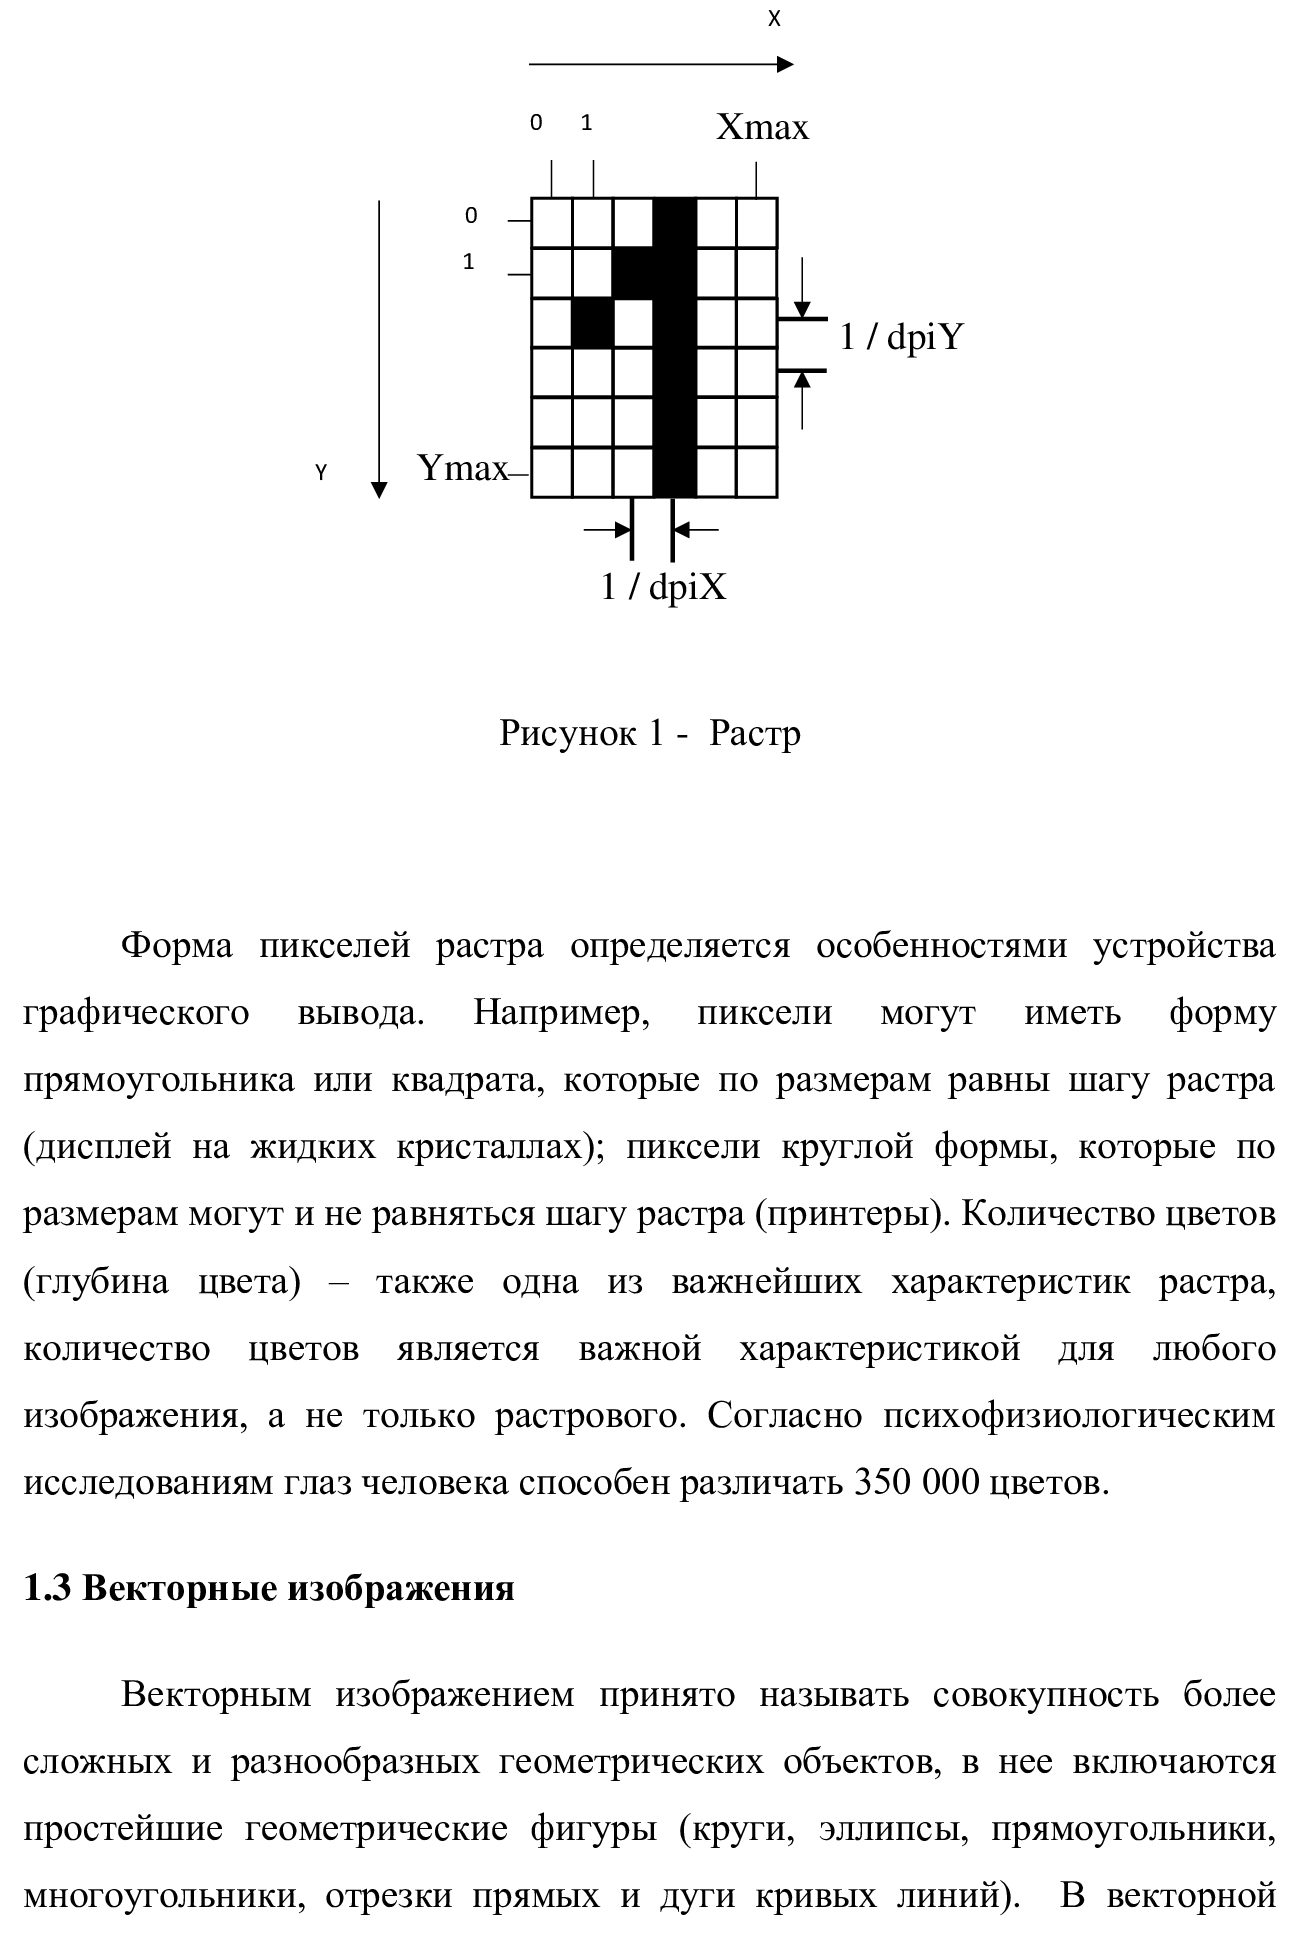 X
0 1 Xmax
0
1
1 / dpiY
Y Ymax
1 / dpiX
Рисунок 1 - Растр
Форма пикселей растра определяется особенностями устройства
графического вывода. Например, пиксели могут иметь форму
прямоугольника или квадрата, которые по размерам равны шагу растра
(дисплей на жидких кристаллах); пиксели круглой формы, которые по
размерам могут и не равняться шагу растра (принтеры). Количество цветов
(глубина цвета) – также одна из важнейших характеристик растра,
количество цветов является важной характеристикой для любого
изображения, а не только растрового. Согласно психофизиологическим
исследованиям глаз человека способен различать 350 000 цветов.
1.3 Векторные изображения
Векторным изображением принято называть совокупность более
сложных и разнообразных геометрических объектов, в нее включаются
простейшие геометрические фигуры (круги, эллипсы, прямоугольники,
многоугольники, отрезки прямых и дуги кривых линий). В векторной